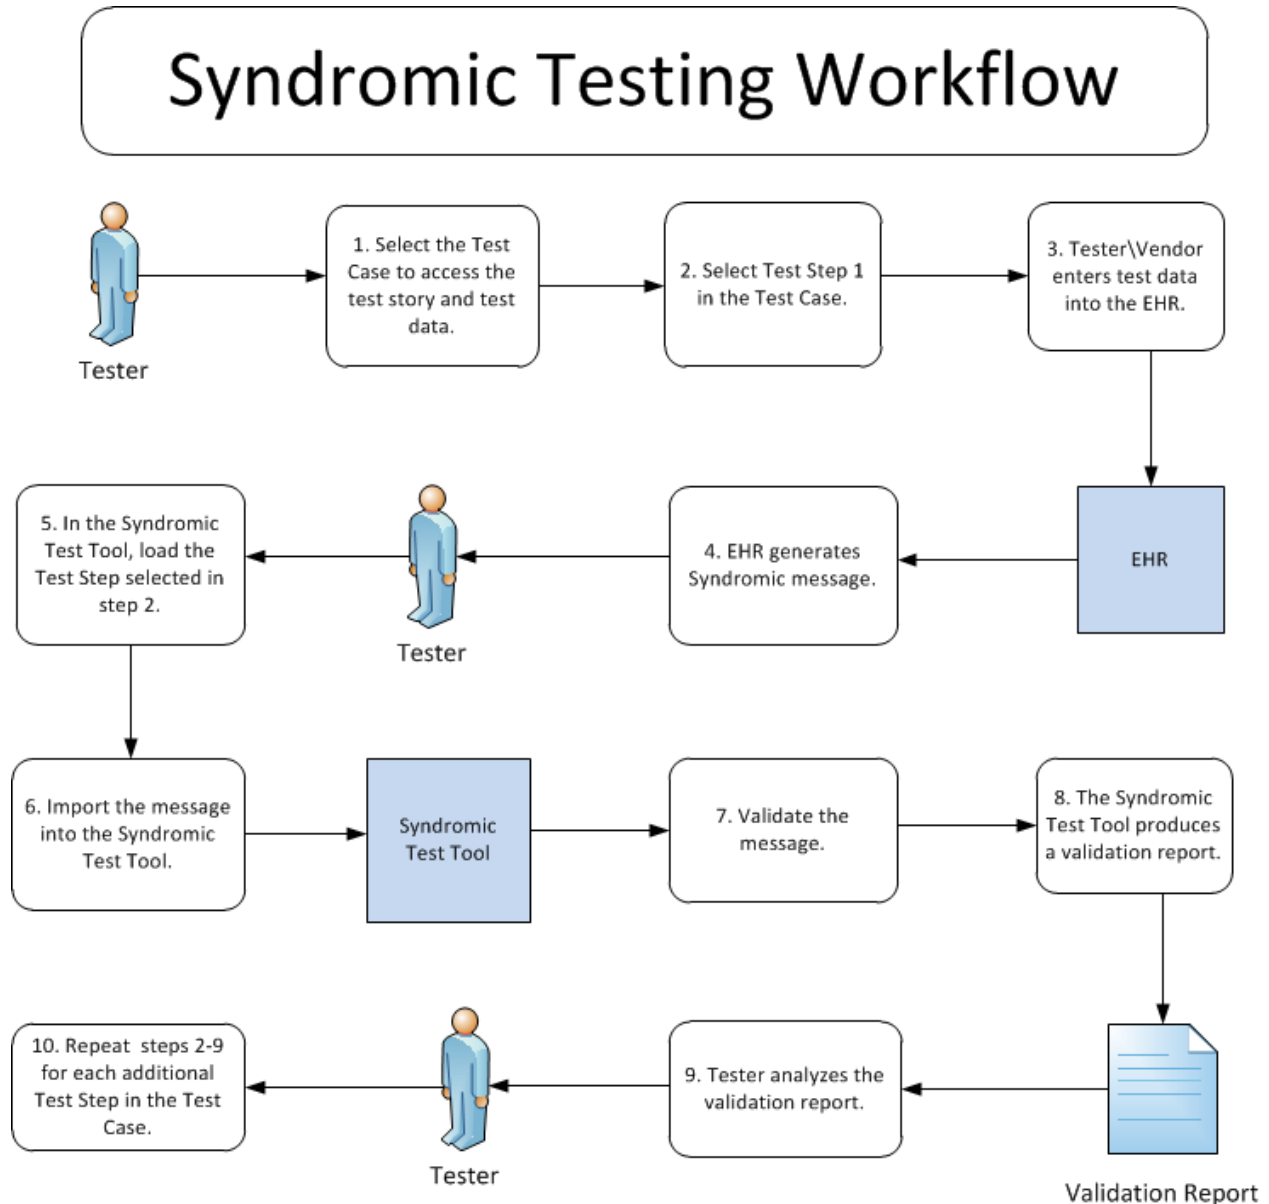 Syndromic Testing Workflow
1. Select the Test
Case to access the
test story and test
data.
2. Select Test Step 1
in the Test Case.
3. Tester\Vendor
enters test data
into the EHR.
Tester
5. In the Syndromic
Test Tool, load the
Test Step selected in
step 2.
Tester
4. EHR generates
Syndromic message.
EHR
6. Import the message
into the Syndromic
Test Tool.
Syndromic
Test Tool
7. Validate the
message.
8. The Syndromic
Test Tool produces
a validation report.
10. Repeat  steps 2-9
for each additional
Test Step in the Test
Case.
Tester
9. Tester analyzes the
validation report.
Validation Report